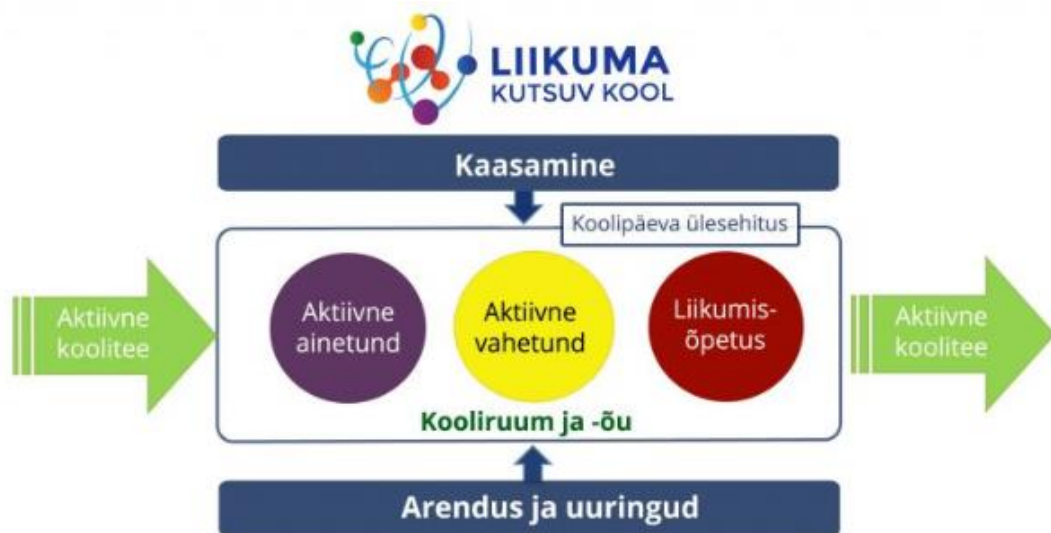 LIIKUMA
KUTSUV KOOL
Kaasamine
Koolipäeva ülesehitus
Aktiivne
koolitee
Aktiivne
ainetund
Aktiivne
vahetund
Liikumis-
õpetus
Aktiivne
koolitee
Kooliruum ja -õu
Arendus ja uuringud